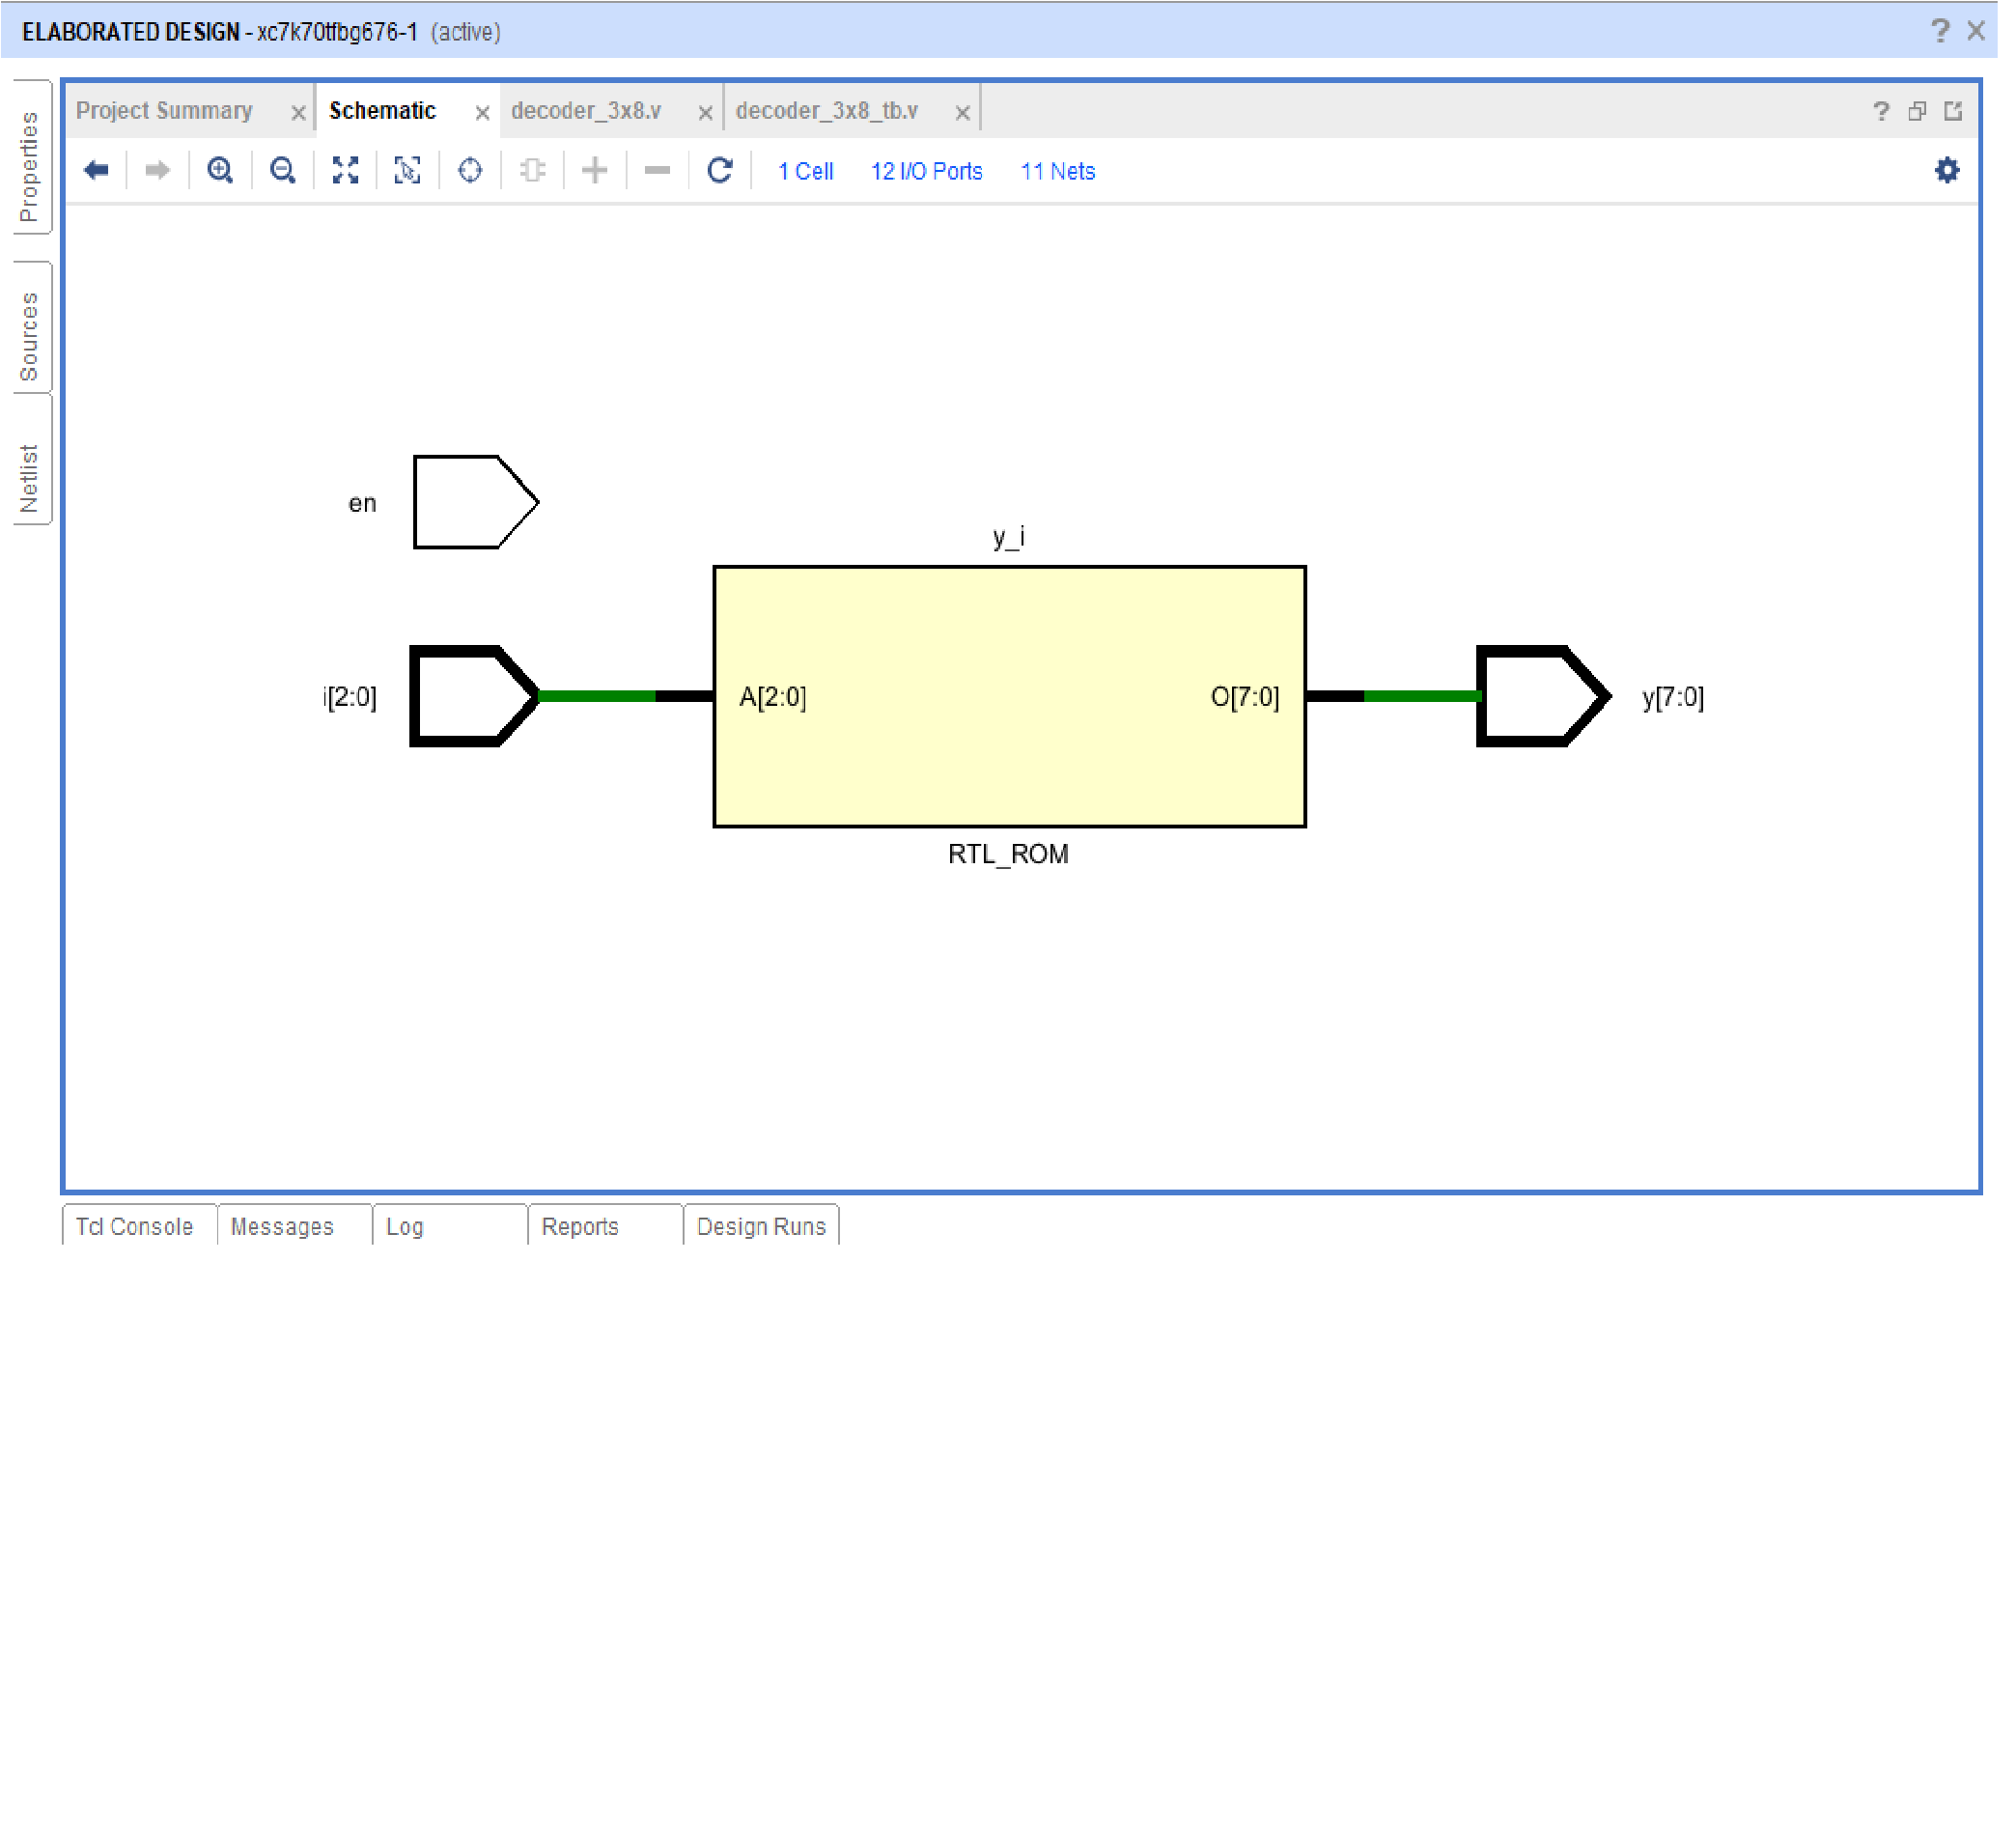 ELABORATED DESIGN - xc7k70tfbg676-1 (active)
Project Summary Schematic decoder_3x8.v decoder_3x8_tb.v
1 Cell 12 I/O Ports 11 Nets
Properties
Sources
Netlist
en
y_i
i[2:0] A[2:0] O[7:0] y[7:0]
RTL_ROM
Tcl Console Messages Log Reports Design Runs